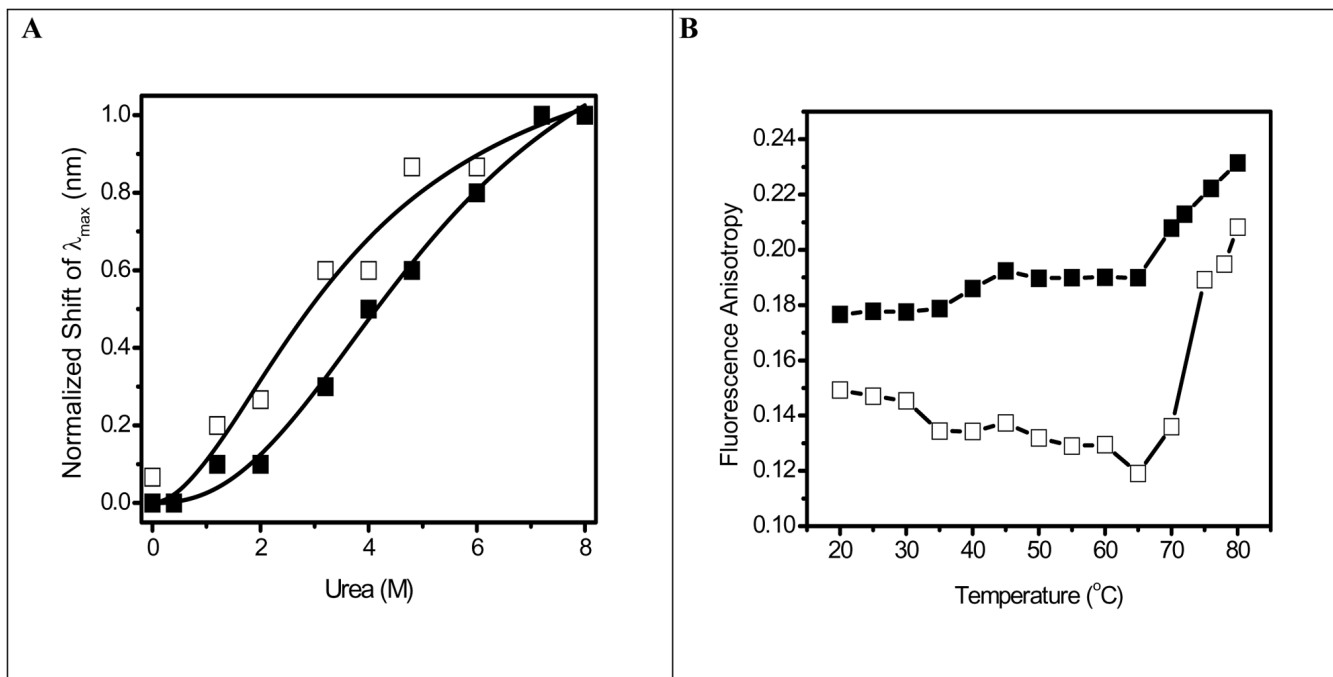 A
Normalized Shift of λmax (nm)
1.0
0.8
0.6
0.4
0.2
0.0
0 2 4 6 8
Urea (M)
B
Fluorescence Anisotropy
0.24
0.22
0.20
0.18
0.16
0.14
0.12
0.10
20 30 40 50 60 70 80
Temperature (°C)